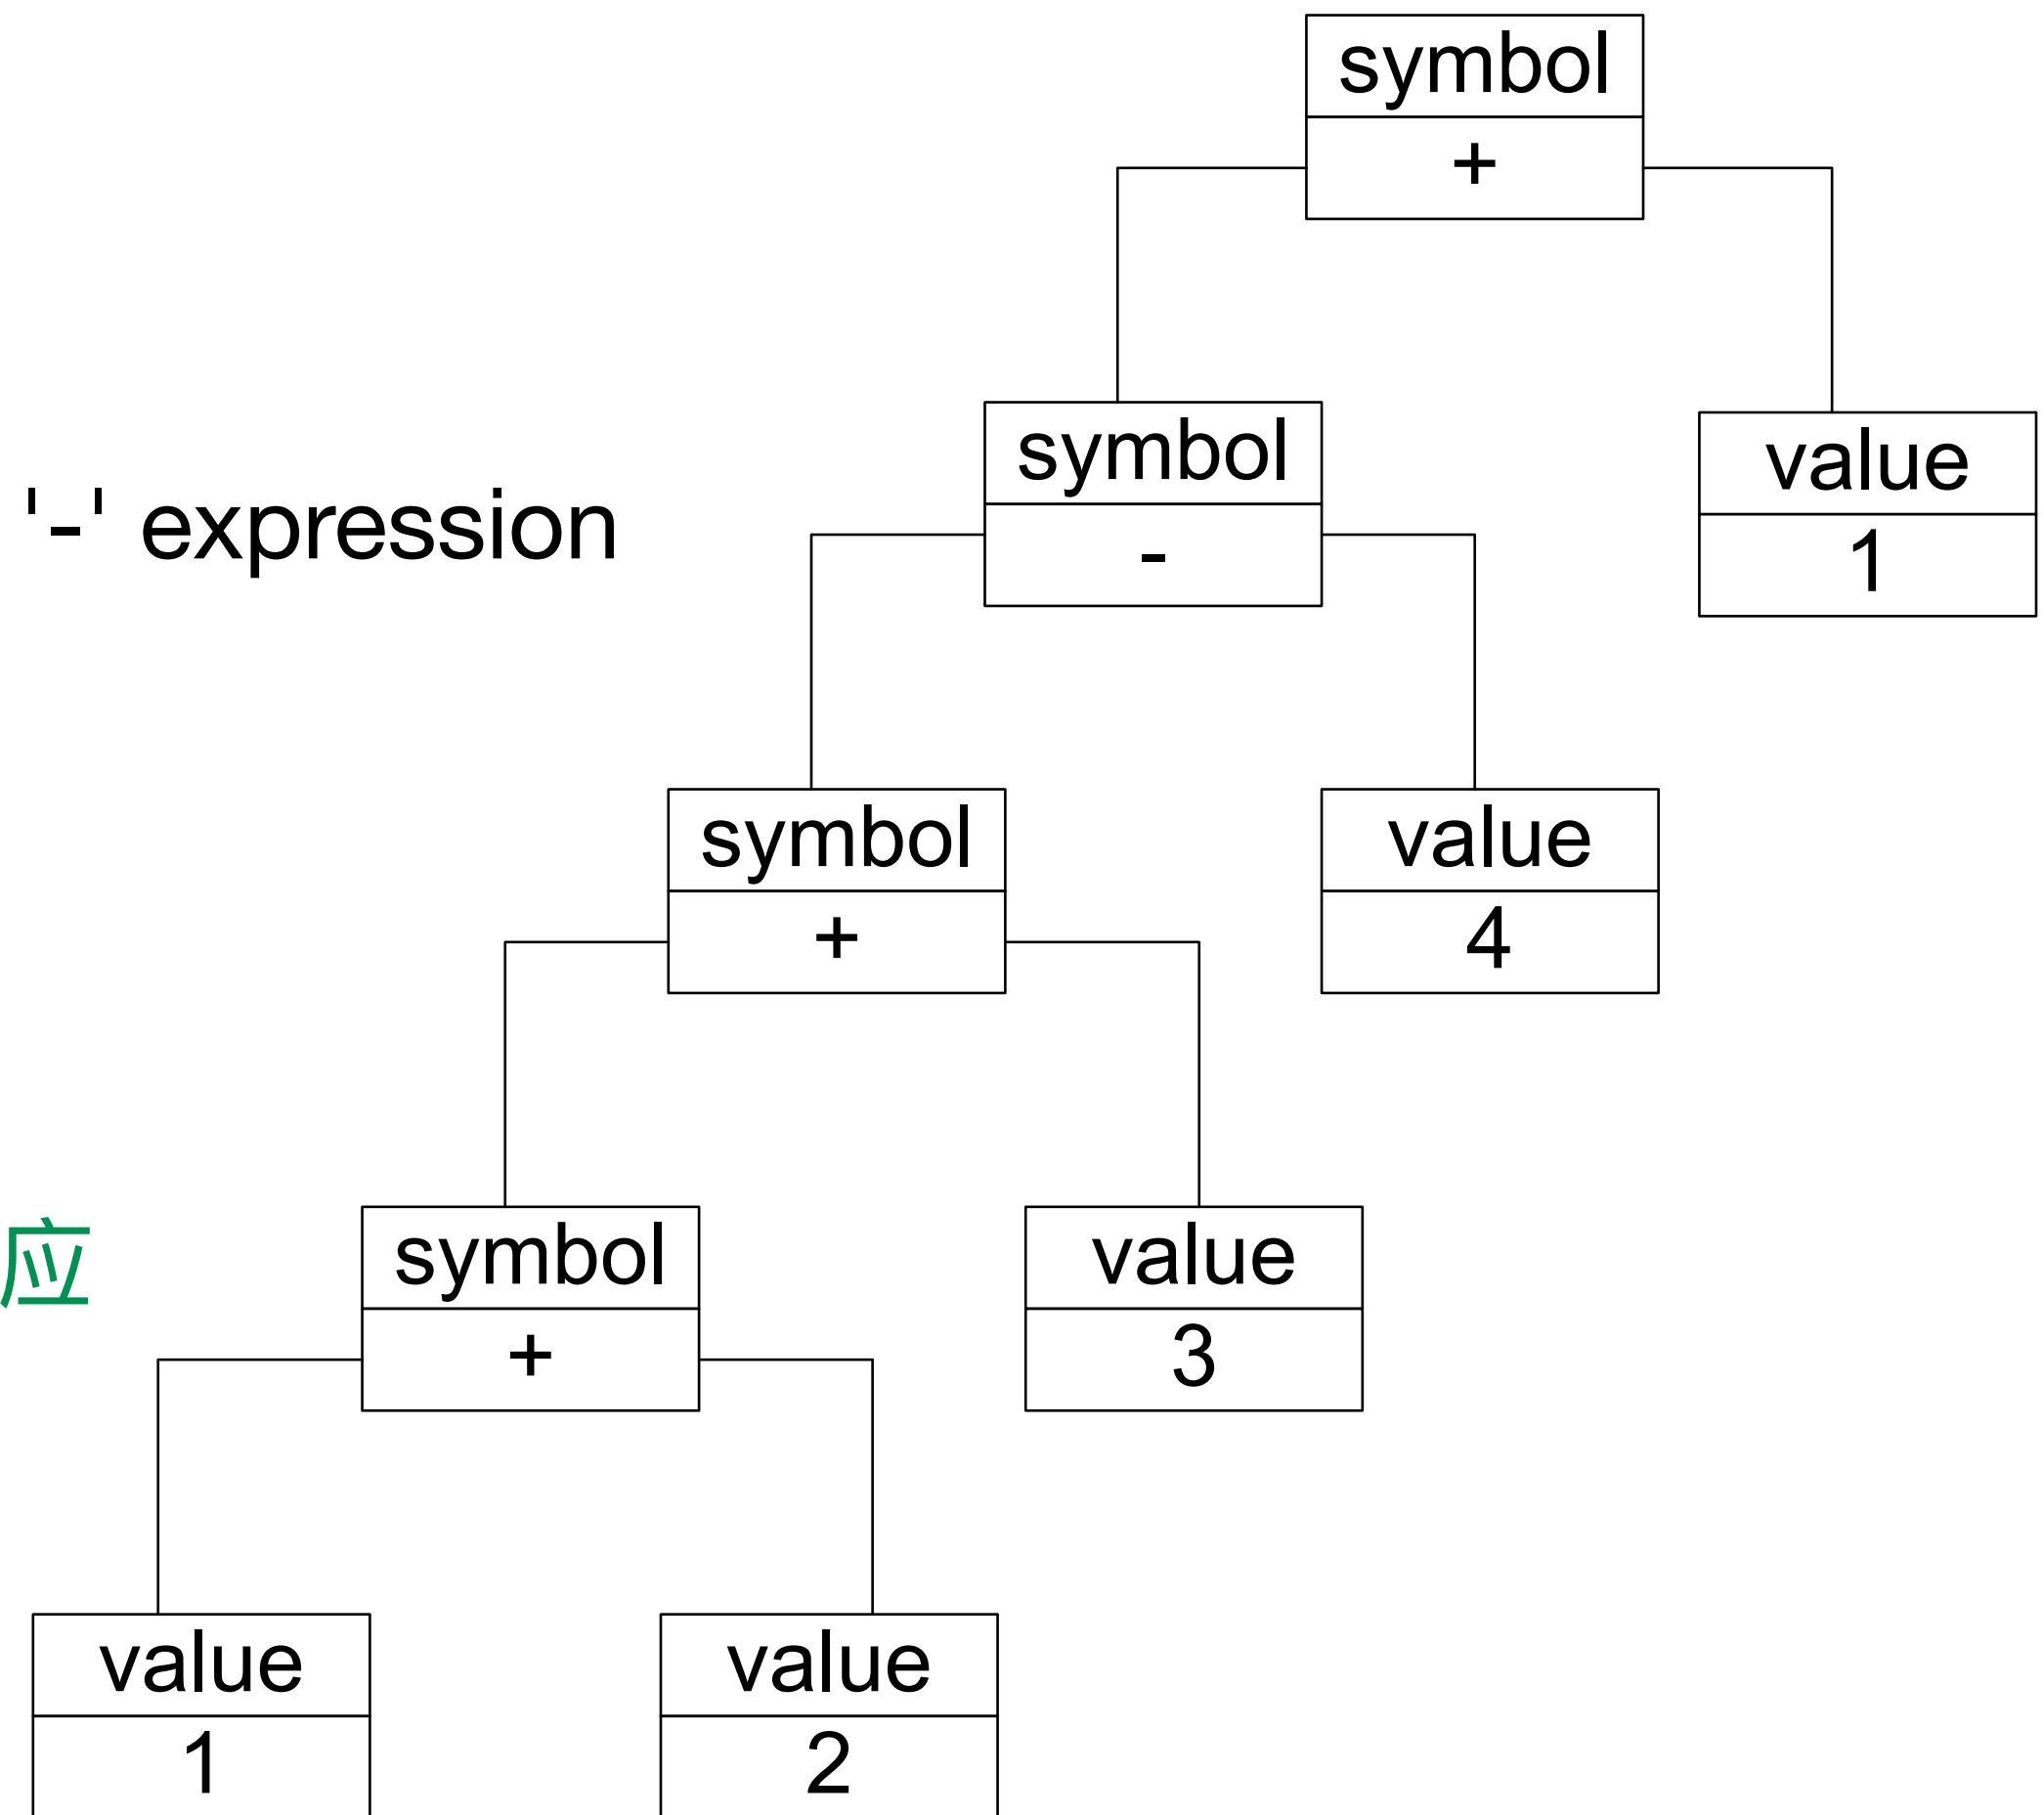 symbol
+
symbol
-
value
1
'-' expression
symbol
+
value
4
symbol
+
value
3
应
value
1
value
2